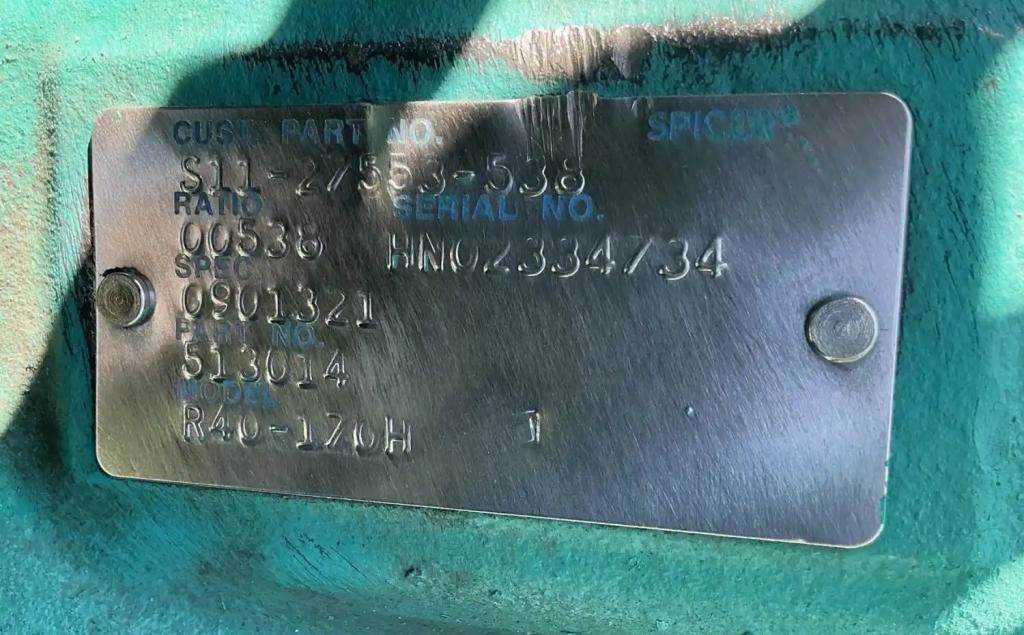 CUST. PART NO. SPICER®
S11-27553-538
RATIO SERIAL NO.
00538 HN02334734
SPEC.
0901321
PART NO.
513014
MODEL
R40-170H 1